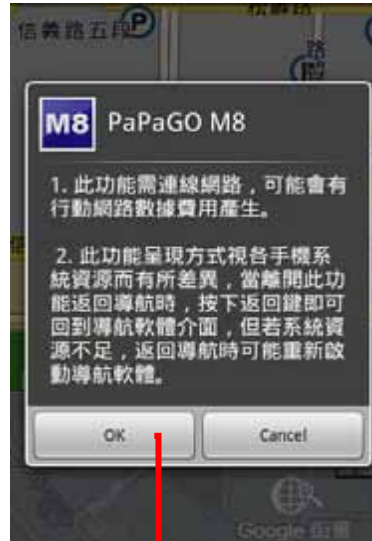 信義路五段
P
M8 PaPaGO M8
1. 此功能需連線網路，可能會有
行動網路數據費用產生。
2. 此功能呈現方式視各手機系
統資源而有所差異，當離開此功
能返回導航時，按下返回鍵即可
回到導航軟體介面，但若系統資
源不足，返回導航時可能重新啟
動導航軟體。
OK
Cancel
Google 街景